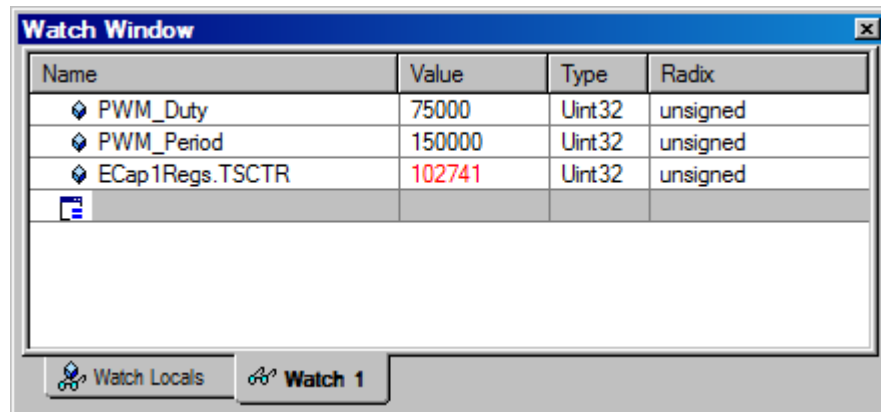 Watch Window
Name Value Type Radix
PWM_Duty 75000 Uint32 unsigned
PWM_Period 150000 Uint32 unsigned
ECap1Regs.TSCTR 102741 Uint32 unsigned
Watch Locals Watch 1